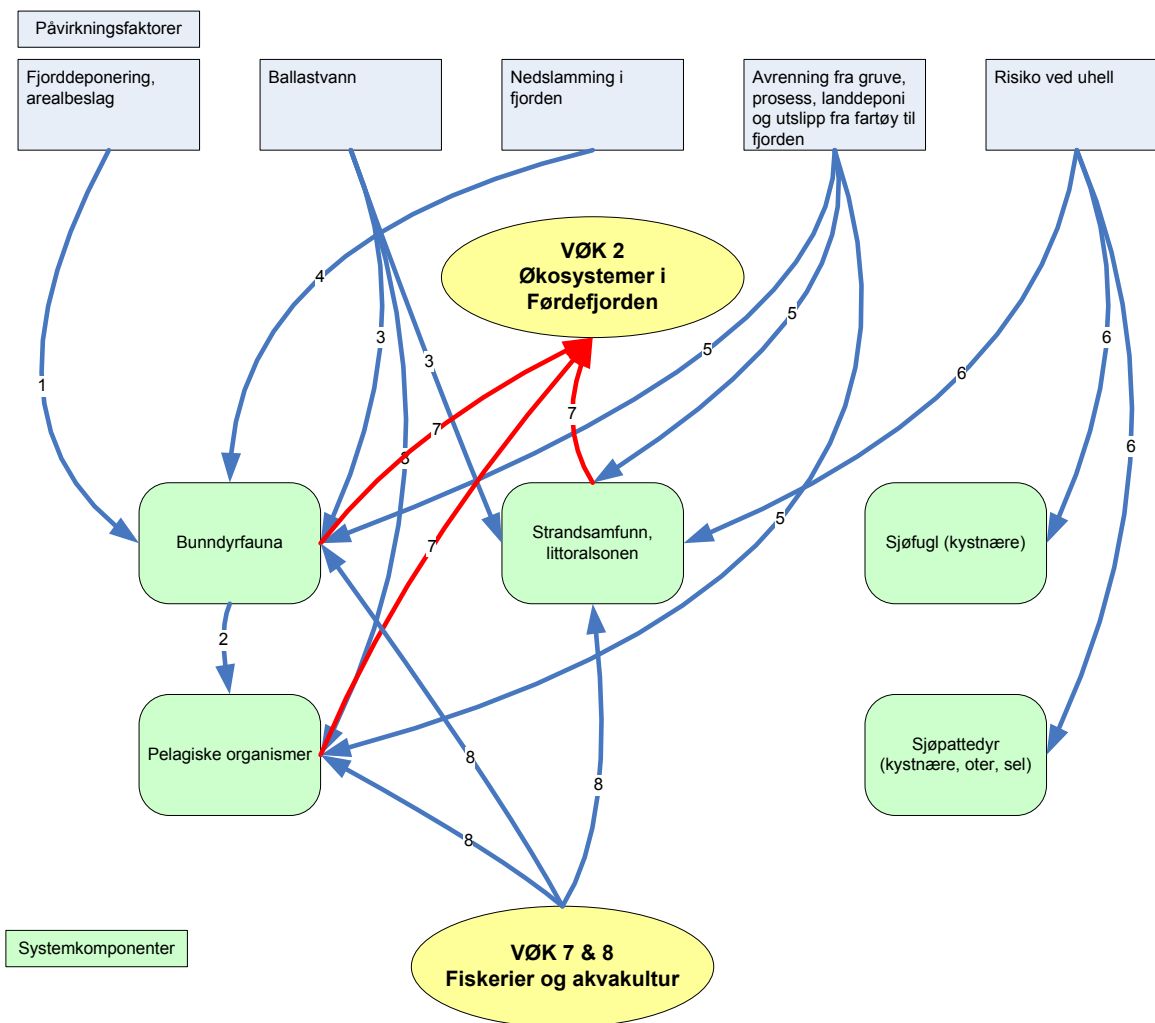 Påvirkningsfaktorer
Fjorddeponering,
arealbeslag
Ballastvann
Nedslamming i
fjorden
Avrenning fra gruve,
prosess, landdeponi
og utslipp fra fartøy til
fjorden
Risiko ved uhell
VØK 2
Økosystemer i
Førdefjorden
4
3
5
3
5
6
6
1
7
7
6
3
5
7
Bunndyrfauna
Strandsamfunn,
littoralsonen
Sjøfugl (kystnære)
2
Pelagiske organismer
Sjøpattedyr
(kystnære, oter, sel)
8
8
8
Systemkomponenter
VØK 7 & 8
Fiskerier og akvakultur